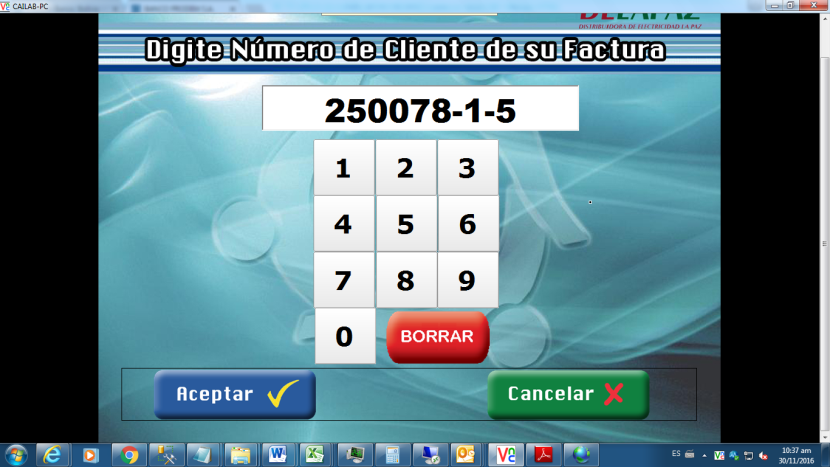 CAILAB-PC
DELAPAZ
DISTRIBUIDORA DE ELECTRICIDAD LA PAZ
Digite Número de Cliente de su Factura
250078-1-5
1 2 3
4 5 6
7 8 9
0 BORRAR
Aceptar Cancelar
ES
10:37 am
30/11/2016